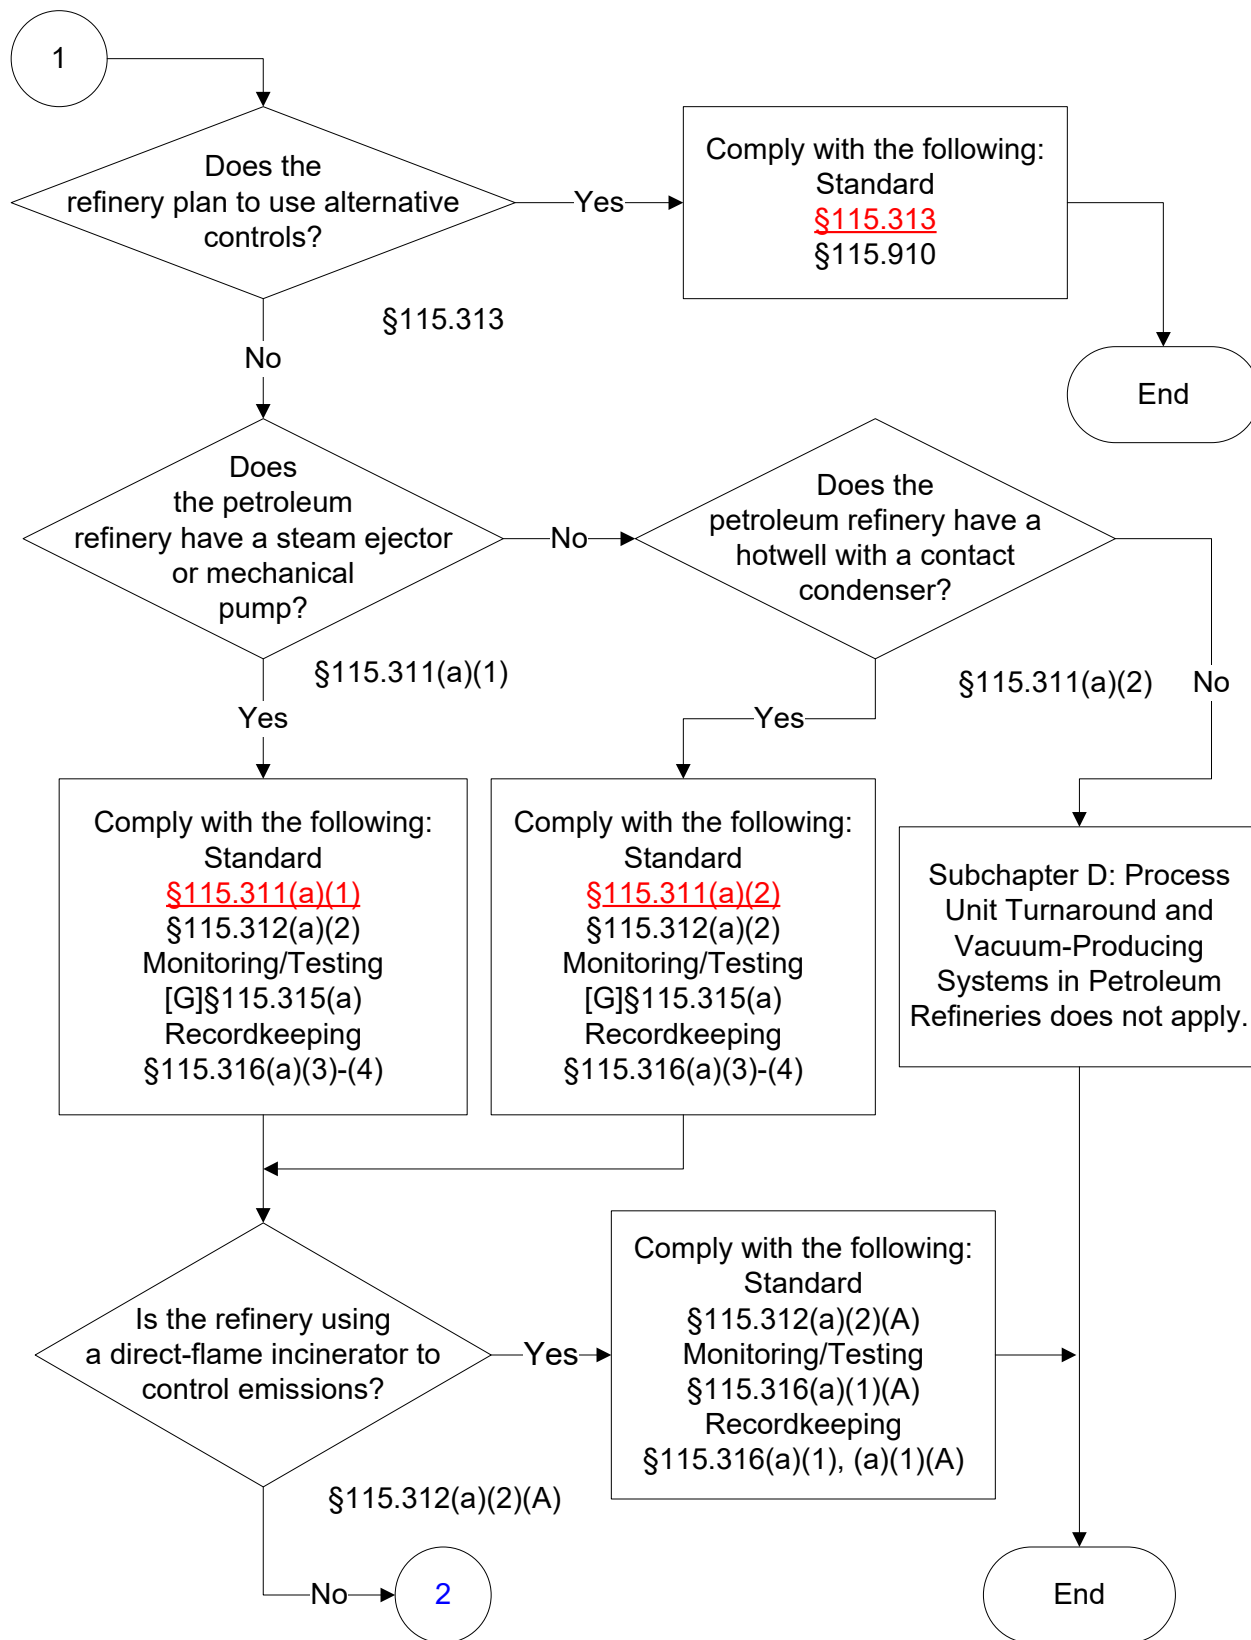 1
Does the
refinery plan to use alternative
controls?
Yes
Comply with the following:
Standard
§115.313
§115.910
§115.313
No
End
Does
the petroleum
refinery have a steam ejector
or mechanical
pump?
No
Does the
petroleum refinery have a
hotwell with a contact
condenser?
§115.311(a)(1)
Yes
§115.311(a)(2)
No
Yes
Comply with the following:
Standard
§115.311(a)(1)
§115.312(a)(2)
Monitoring/Testing
[G]§115.315(a)
Recordkeeping
§115.316(a)(3)-(4)
Comply with the following:
Standard
§115.311(a)(2)
§115.312(a)(2)
Monitoring/Testing
[G]§115.315(a)
Recordkeeping
§115.316(a)(3)-(4)
Subchapter D: Process
Unit Turnaround and
Vacuum-Producing
Systems in Petroleum
Refineries does not apply.
Is the refinery using
a direct-flame incinerator to
control emissions?
Yes
Comply with the following:
Standard
§115.312(a)(2)(A)
Monitoring/Testing
§115.316(a)(1)(A)
Recordkeeping
§115.316(a)(1), (a)(1)(A)
§115.312(a)(2)(A)
No
2
End